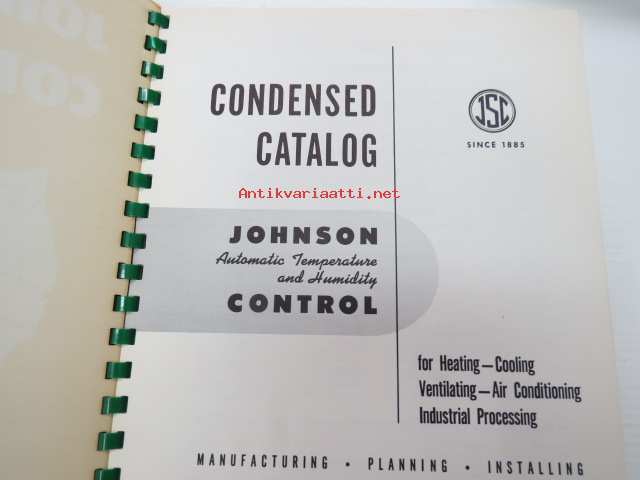 CONDENSED
CATALOG
JSC
SINCE 1885
Antikvariaatti.net
JOHNSON
Automatic Temperature
and Humidity
CONTROL
for Heating—Cooling
Ventilating—Air Conditioning
Industrial Processing
MANUFACTURING • PLANNING • INSTALLING